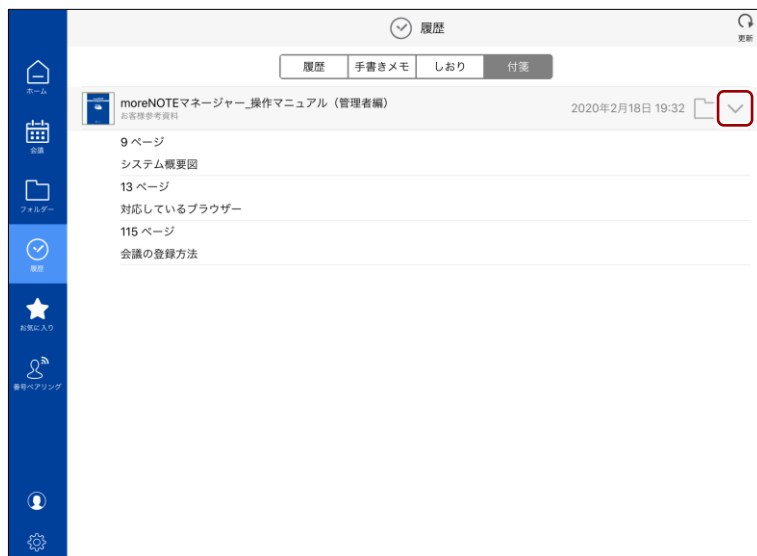 履歴
更新
履歴 手書きメモ しおり 付箋
moreNOTEマネージャー_操作マニュアル（管理者編）
お客様参考資料
2020年2月18日 19:32
9 ページ
システム概要図
13 ページ
対応しているブラウザー
115 ページ
会議の登録方法
ホーム
会議
フォルダー
履歴
お気に入り
番号ペアリング